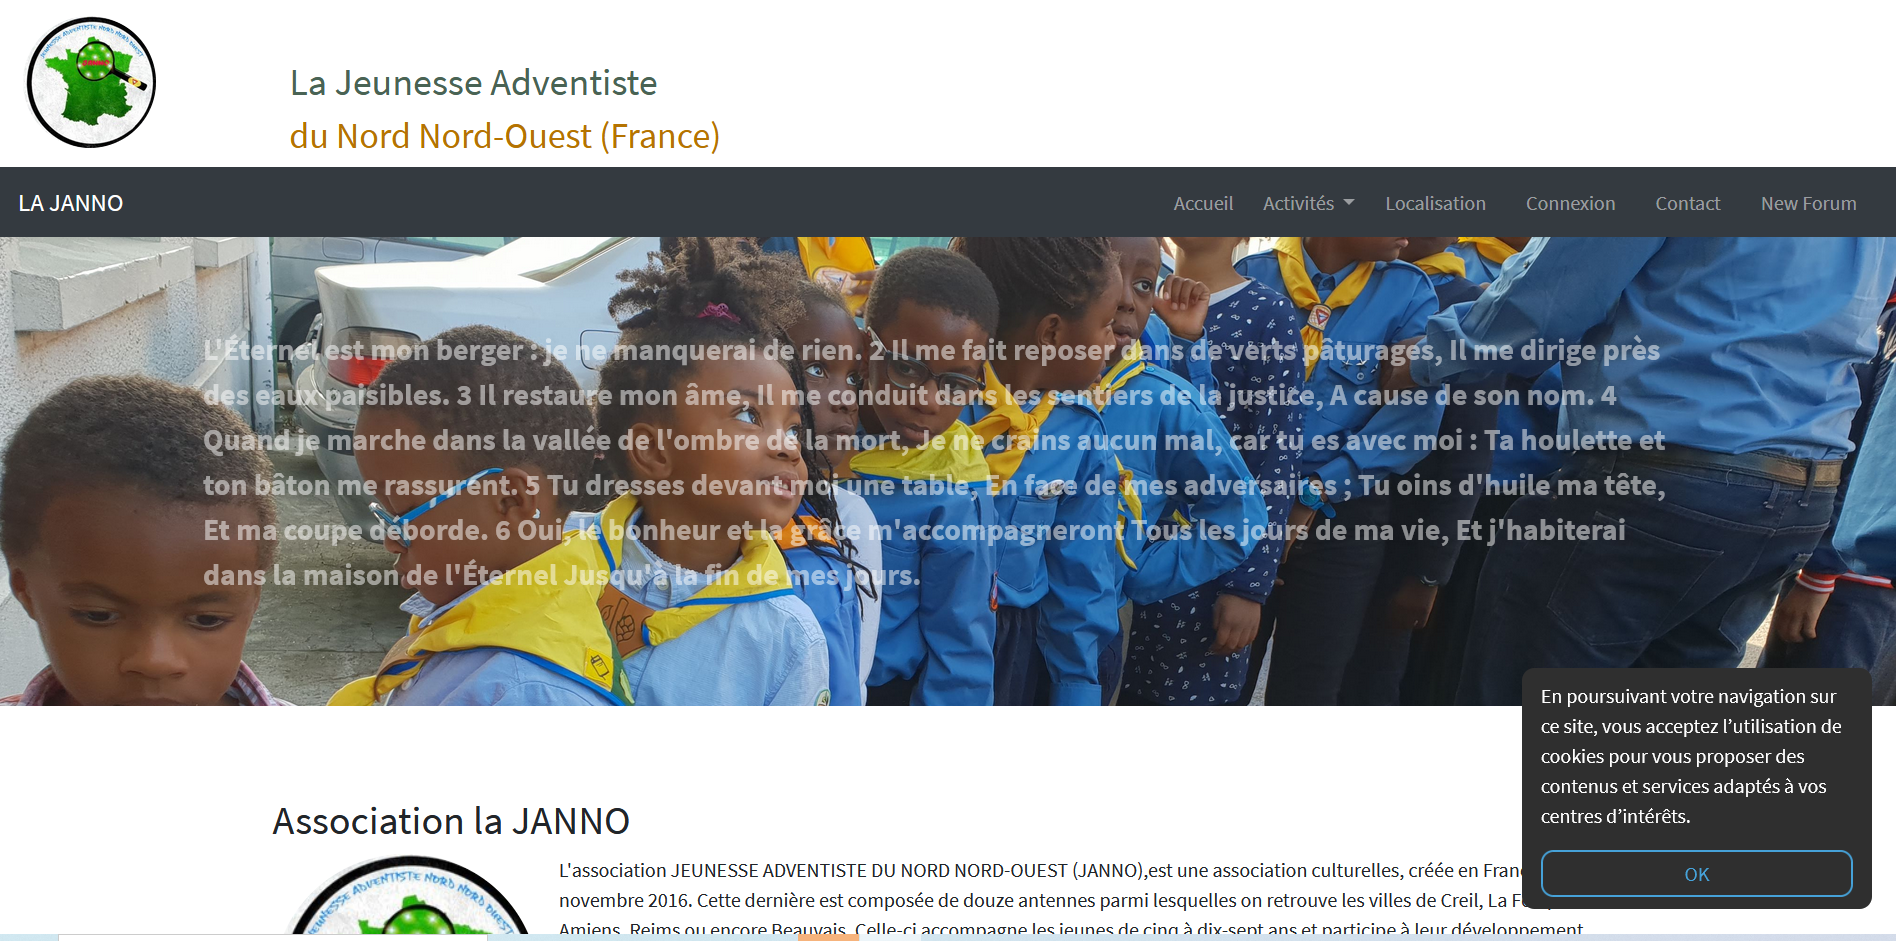 JEUNESSE ADVENTISTE NORD NORD OUEST
JANNO
La Jeunesse Adventiste
du Nord Nord-Ouest (France)
LA JANNO
Accueil
Activités
Localisation
Connexion
Contact
New Forum
L'Éternel est mon berger : je ne manquerai de rien. 2 Il me fait reposer dans de verts pâturages, Il me dirige près
des eaux paisibles. 3 Il restaure mon âme, Il me conduit dans les sentiers de la justice, A cause de son nom. 4
Quand je marche dans la vallée de l'ombre de la mort, Je ne crains aucun mal, car tu es avec moi : Ta houlette et
ton bâton me rassurent. 5 Tu dresses devant moi une table, En face de mes adversaires ; Tu oins d'huile ma tête,
Et ma coupe déborde. 6 Oui, le bonheur et la grâce m'accompagneront Tous les jours de ma vie, Et j'habiterai
dans la maison de l'Éternel Jusqu'à la fin de mes jours.
En poursuivant votre navigation sur
ce site, vous acceptez l’utilisation de
cookies pour vous proposer des
contenus et services adaptés à vos
centres d’intérêts.
OK
Association la JANNO
JEUNESSE ADVENTISTE NORD NORD OUEST
L'association JEUNESSE ADVENTISTE DU NORD NORD-OUEST (JANNO),est une association culturelles, créée en
novembre 2016. Cette dernière est composée de douze antennes parmi lesquelles on retrouve les villes de Creil, La
Amiens, Reims ou encore Beauvais. Celle-ci accompagne les jeunes de cinq à dix-sept ans et participe à leur développement